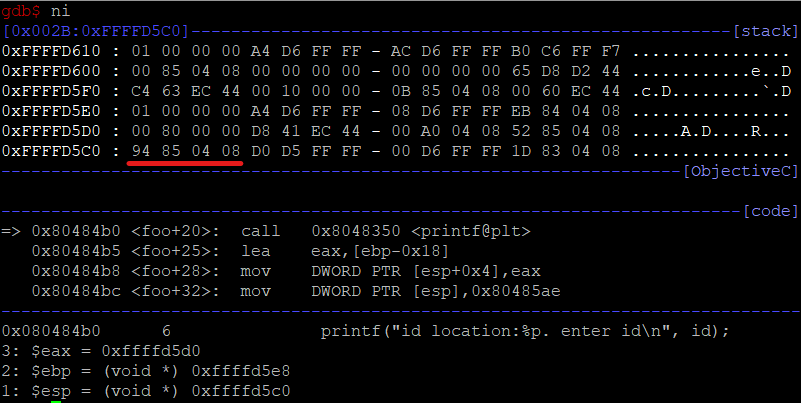 gdb$ ni
[0x002B:0xFFFFD5C0]------------------------------------------------------[stack]
0xFFFFD610 : 01 00 00 00 A4 D6 FF FF - AC D6 FF FF B0 C6 FF F7 ................
0xFFFFD600 : 00 85 04 08 00 00 00 00 - 00 00 00 00 65 D8 D2 44 ............e..D
0xFFFFD5F0 : C4 63 EC 44 00 10 00 00 - 0B 85 04 08 00 60 EC 44 .c.D.........`.D
0xFFFFD5E0 : 01 00 00 00 A4 D6 FF FF - 08 D6 FF FF EB 84 04 08 ................
0xFFFFD5D0 : 00 80 00 00 D8 41 EC 44 - 00 A0 04 08 52 85 04 08 .....A.D....R...
0xFFFFD5C0 : 94 85 04 08 D0 D5 FF FF - 00 D6 FF FF 1D 83 04 08 ................
--------------------------------------------------------------------[ObjectiveC]
--------------------------------------------------------------------------[code]
=> 0x80484b0 <foo+20>: call 0x8048350 <printf@plt>
0x80484b5 <foo+25>: lea eax,[ebp-0x18]
0x80484b8 <foo+28>: mov DWORD PTR [esp+0x4],eax
0x80484bc <foo+32>: mov DWORD PTR [esp],0x80485ae
--------------------------------------------------------------------------------
0x080484b0 6 printf("id location:%p. enter id\n", id);
3: $eax = 0xffffd5d0
2: $ebp = (void *) 0xffffd5e8
1: $esp = (void *) 0xffffd5c0